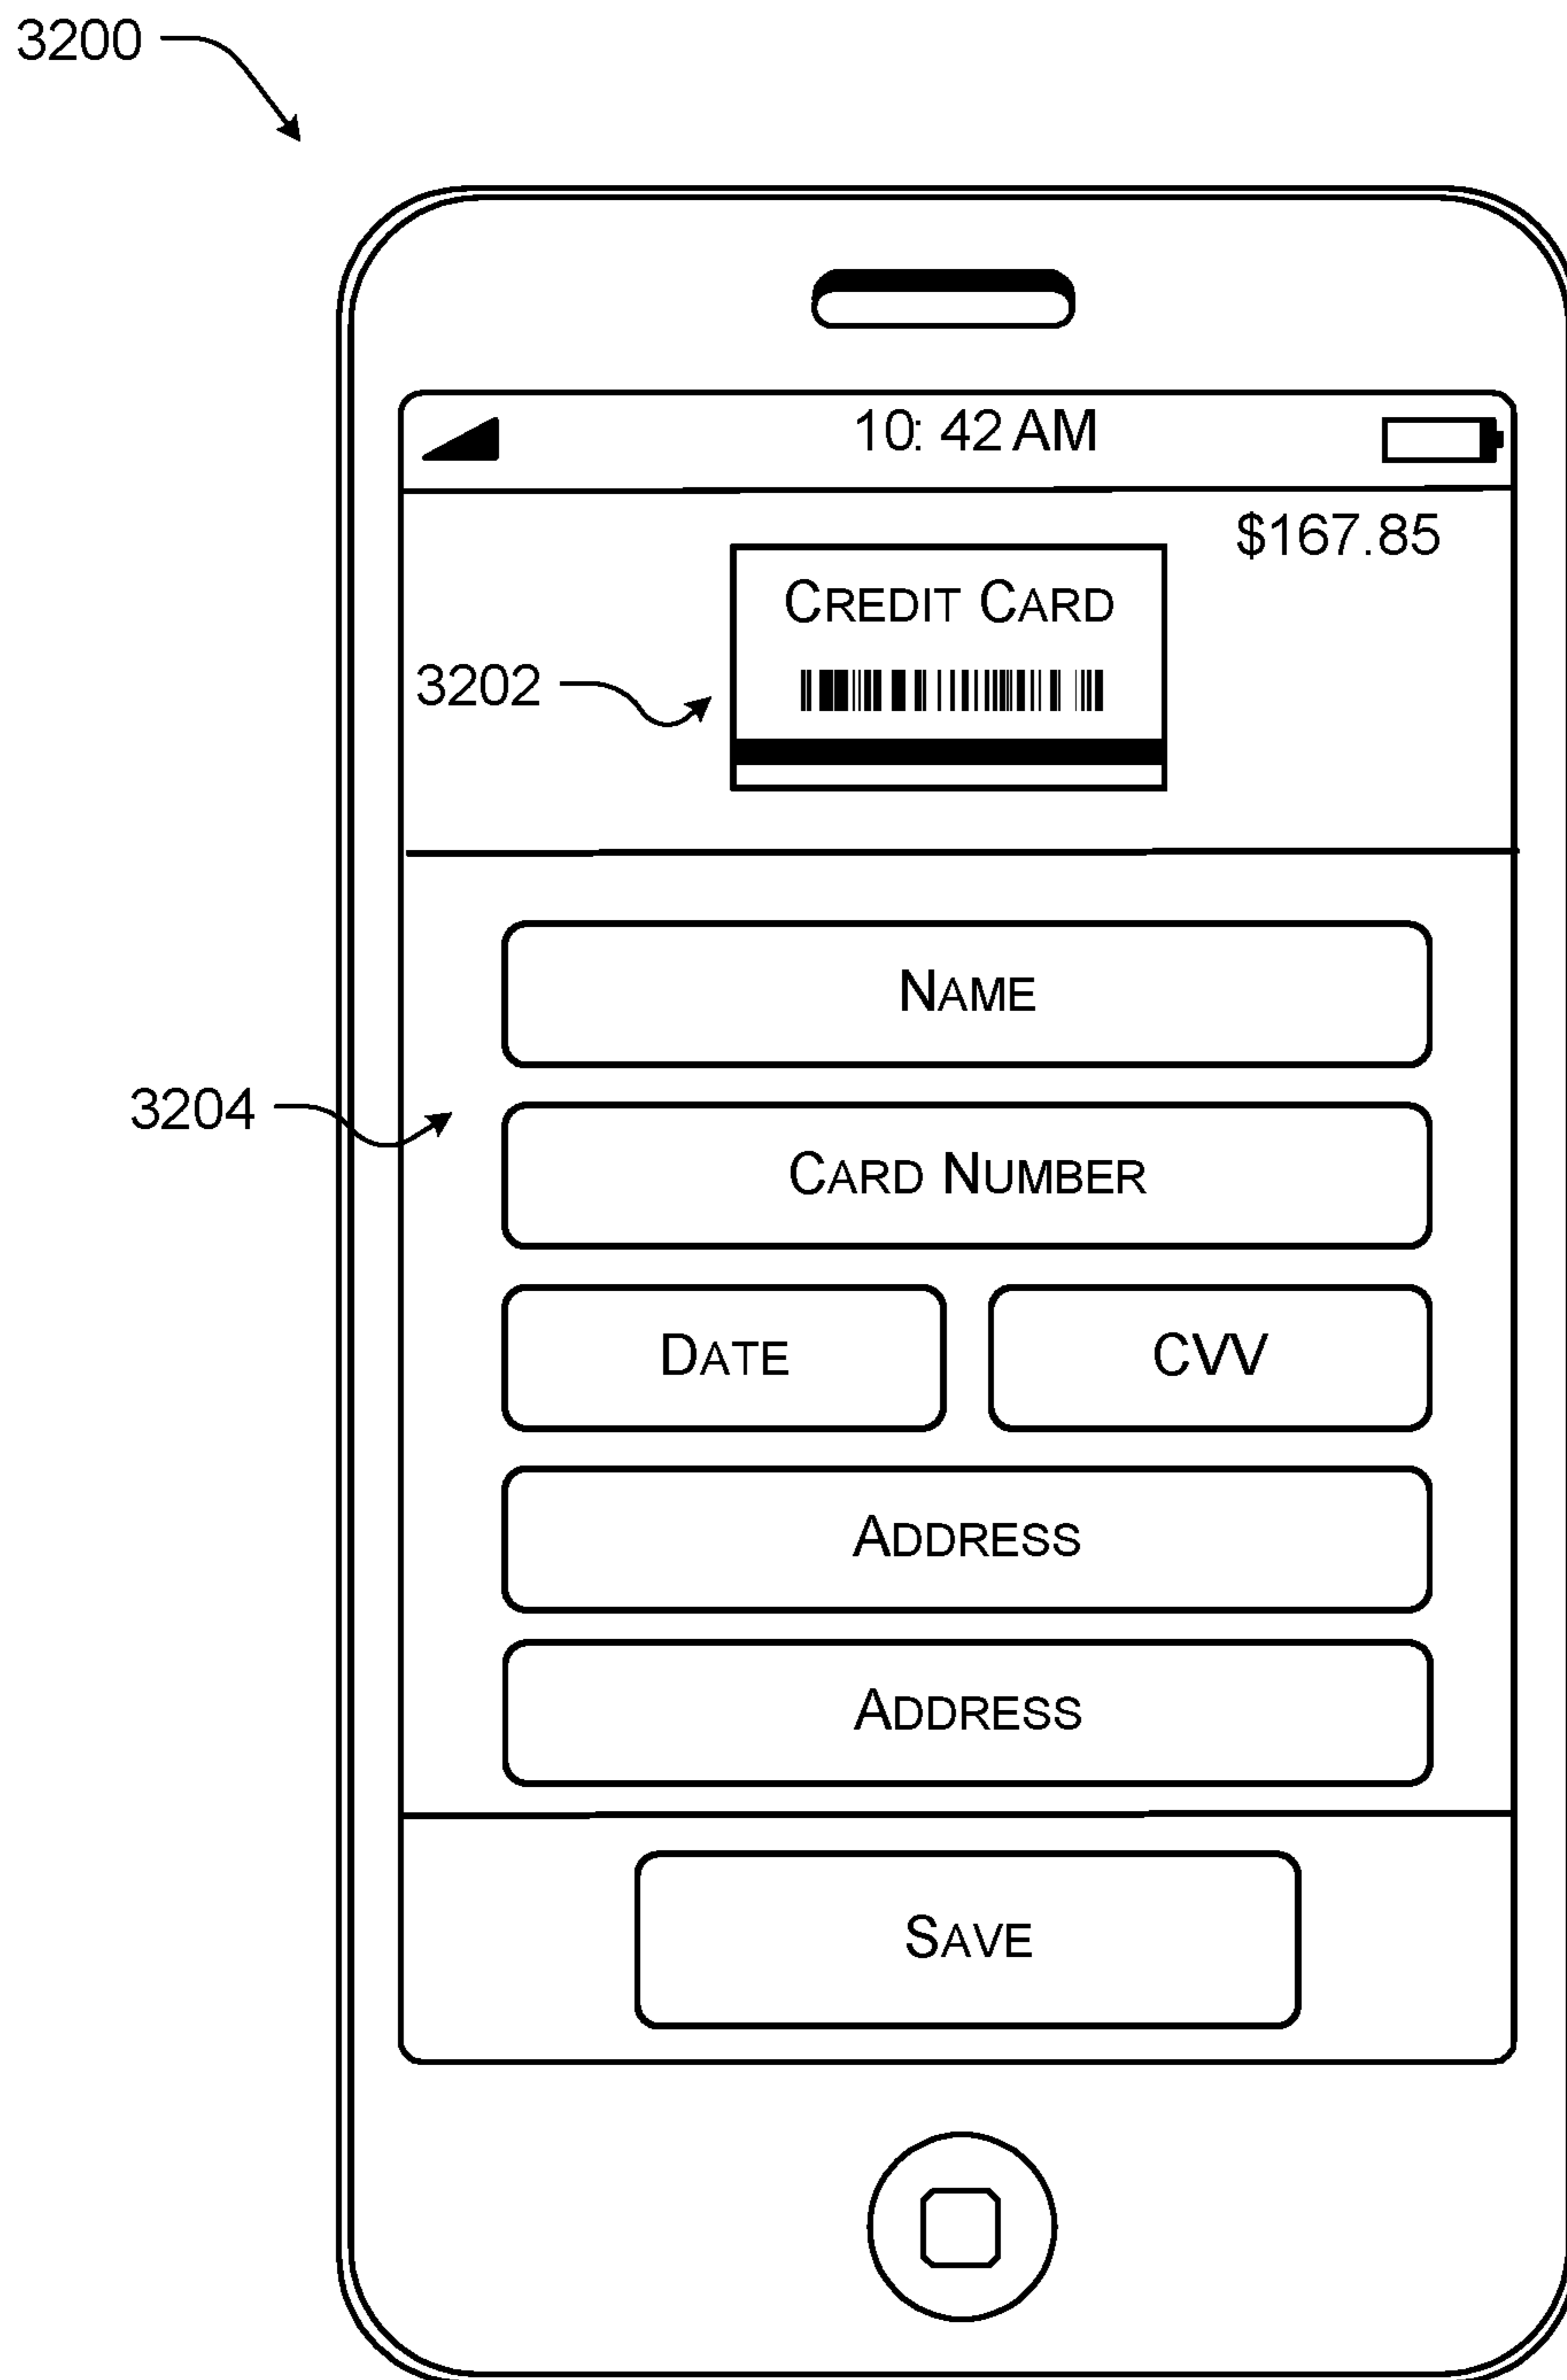 3200
10: 42 AM
$167.85
CREDIT CARD
3202
NAME
3204
CARD NUMBER
DATE CVV
ADDRESS
ADDRESS
SAVE